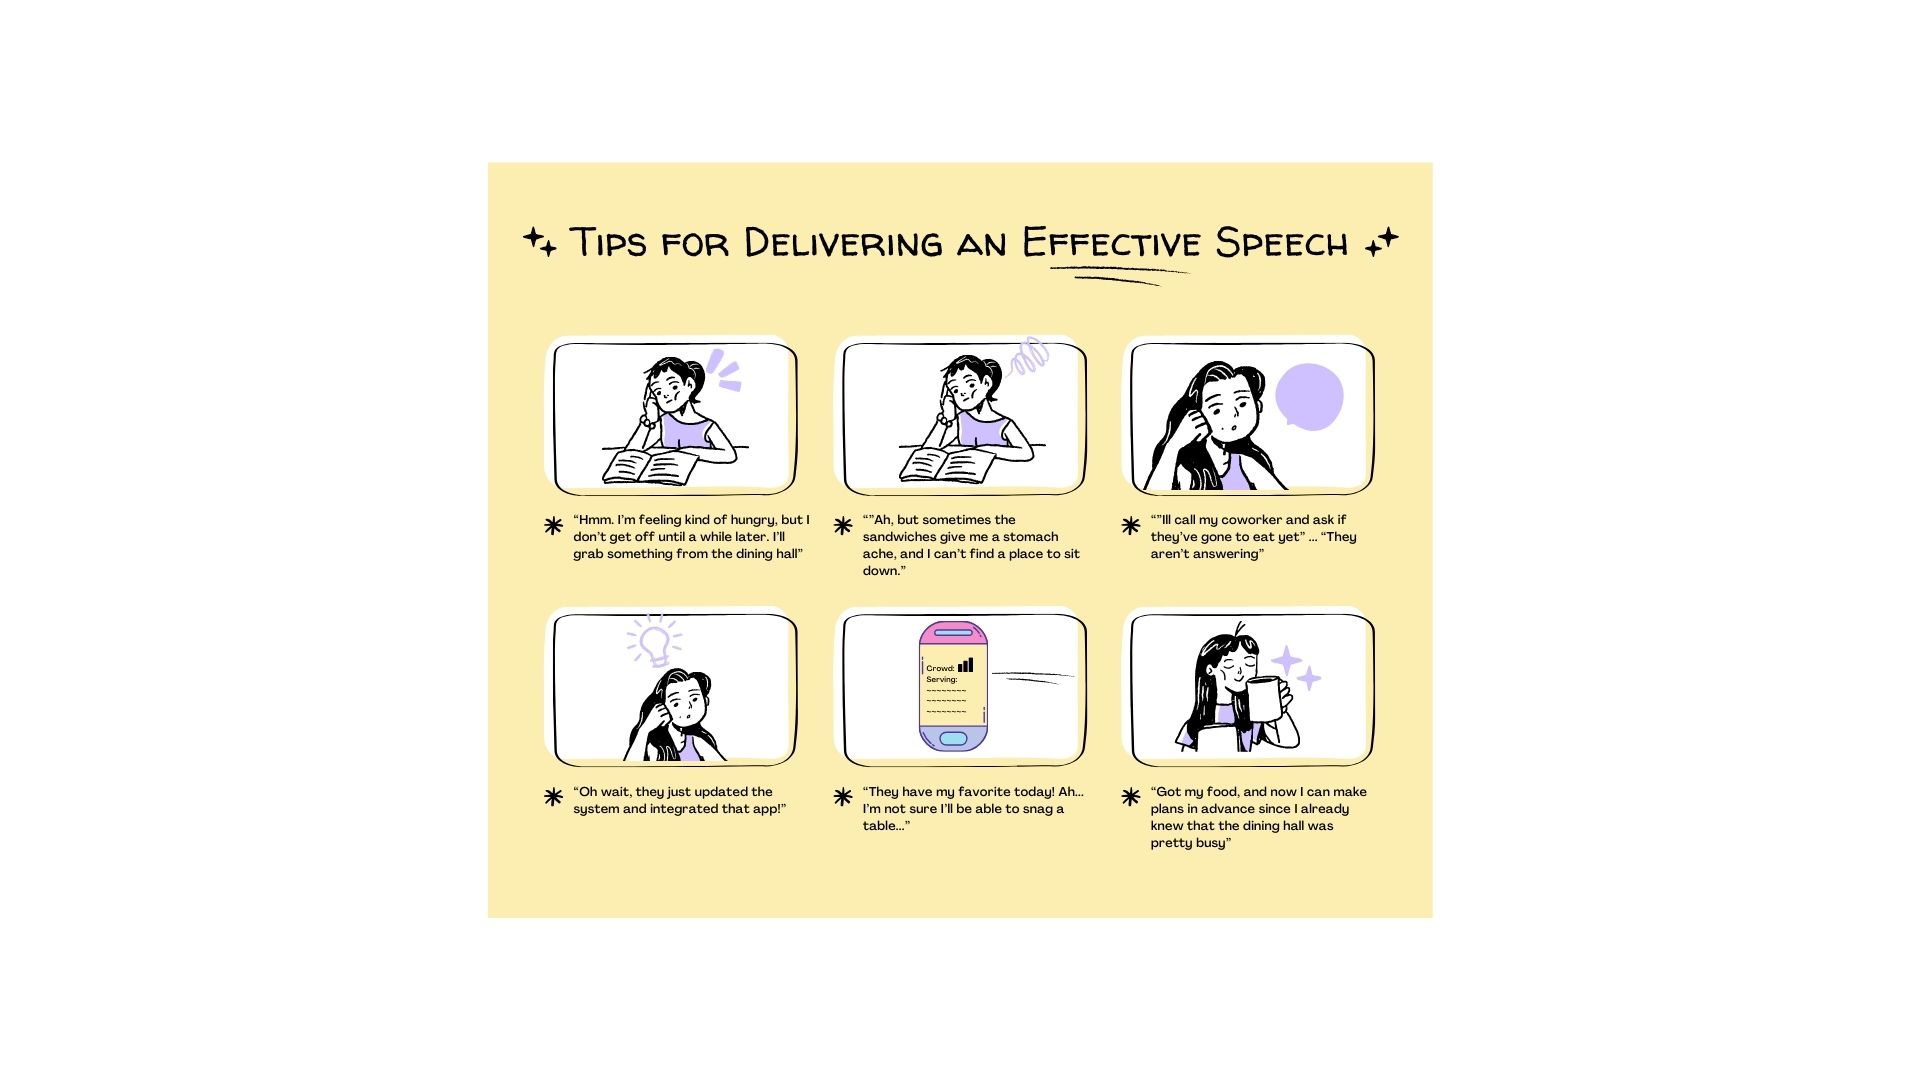 Tips for Delivering an Effective Speech
“Hmm. I’m feeling kind of hungry, but I
don’t get off until a while later. I’ll
grab something from the dining hall”
“”Ah, but sometimes the
sandwiches give me a stomach
ache, and I can’t find a place to sit
down.”
“”Ill call my coworker and ask if
they’ve gone to eat yet” ... “They
aren’t answering”
“Oh wait, they just updated the
system and integrated that app!”
Crowd:
Serving:
~~~~~~~~
~~~~~~~~
~~~~~~~~
“They have my favorite today! Ah...
I’m not sure I’ll be able to snag a
table...”
“Got my food, and now I can make
plans in advance since I already
knew that the dining hall was
pretty busy”